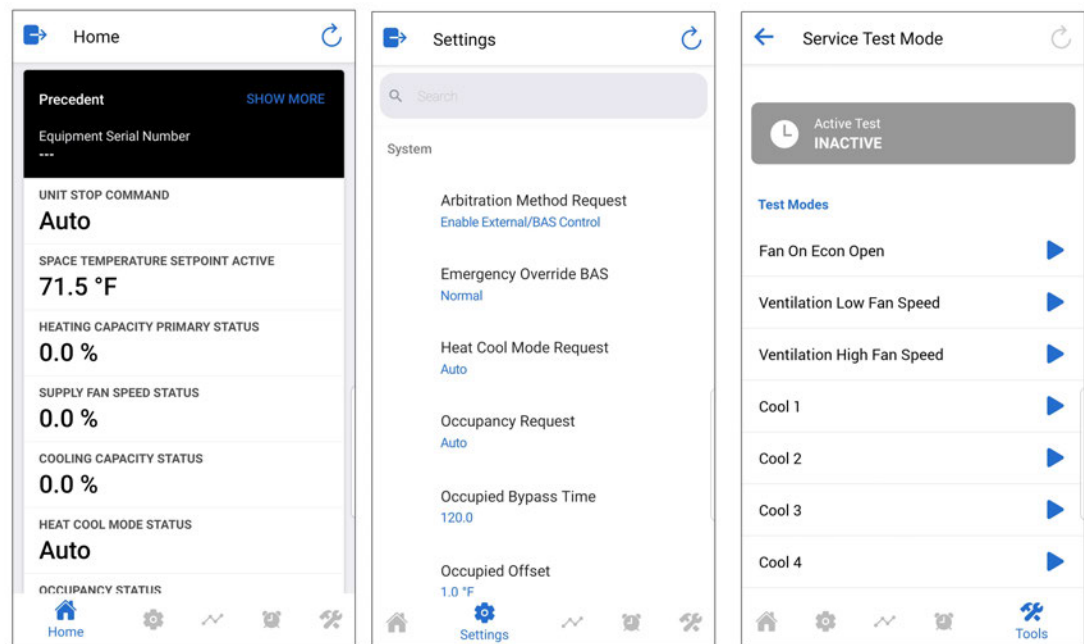 Home
Precedent
SHOW MORE
Equipment Serial Number
---
UNIT STOP COMMAND
Auto
SPACE TEMPERATURE SETPOINT ACTIVE
71.5 °F
HEATING CAPACITY PRIMARY STATUS
0.0 %
SUPPLY FAN SPEED STATUS
0.0 %
COOLING CAPACITY STATUS
0.0 %
HEAT COOL MODE STATUS
Auto
OCCUPANCY STATUS
Home
Settings
Search
System
Arbitration Method Request
Enable External/BAS Control
Emergency Override BAS
Normal
Heat Cool Mode Request
Auto
Occupancy Request
Auto
Occupied Bypass Time
120.0
Occupied Offset
1.0 °F
Settings
Service Test Mode
Active Test
INACTIVE
Test Modes
Fan On Econ Open
Ventilation Low Fan Speed
Ventilation High Fan Speed
Cool 1
Cool 2
Cool 3
Cool 4
Tools